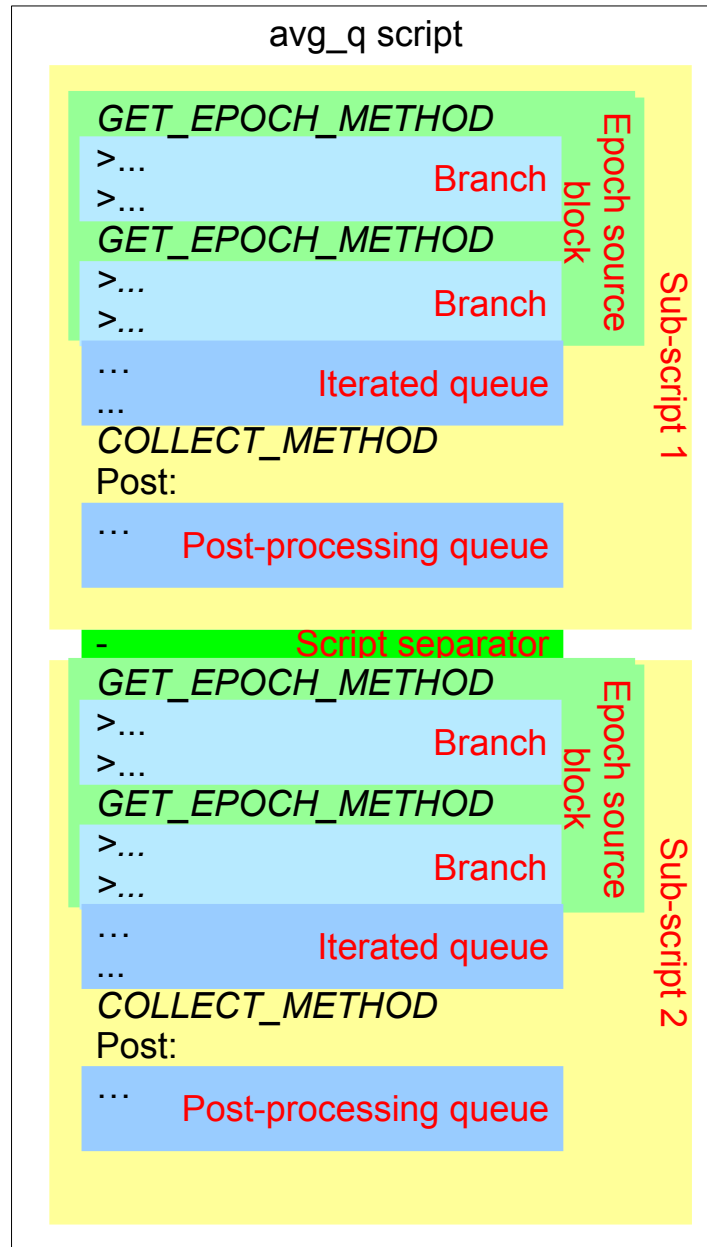 avg_q script
GET_EPOCH_METHOD
>...
>...
Branch
GET_EPOCH_METHOD
>...
>...
Branch
Epoch source
block
…
...
Iterated queue
COLLECT_METHOD
Post:
…
Post-processing queue
Sub-script 1
-
Script separator
GET_EPOCH_METHOD
>...
>...
Branch
GET_EPOCH_METHOD
>...
>...
Branch
Epoch source
block
…
...
Iterated queue
COLLECT_METHOD
Post:
…
Post-processing queue
Sub-script 2